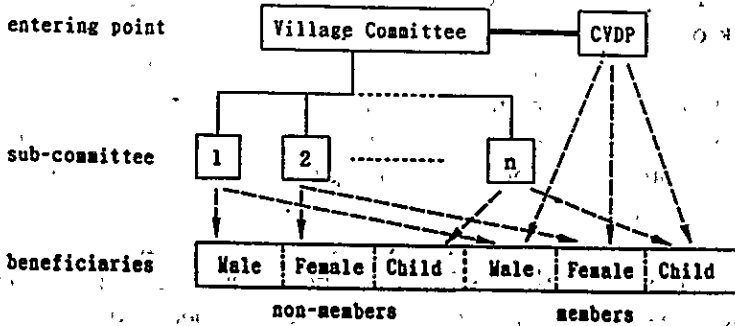 entering point Village Committee CVDP
sub-committee 1 2 n
beneficiaries Male Female Child Male Female Child
non-members members